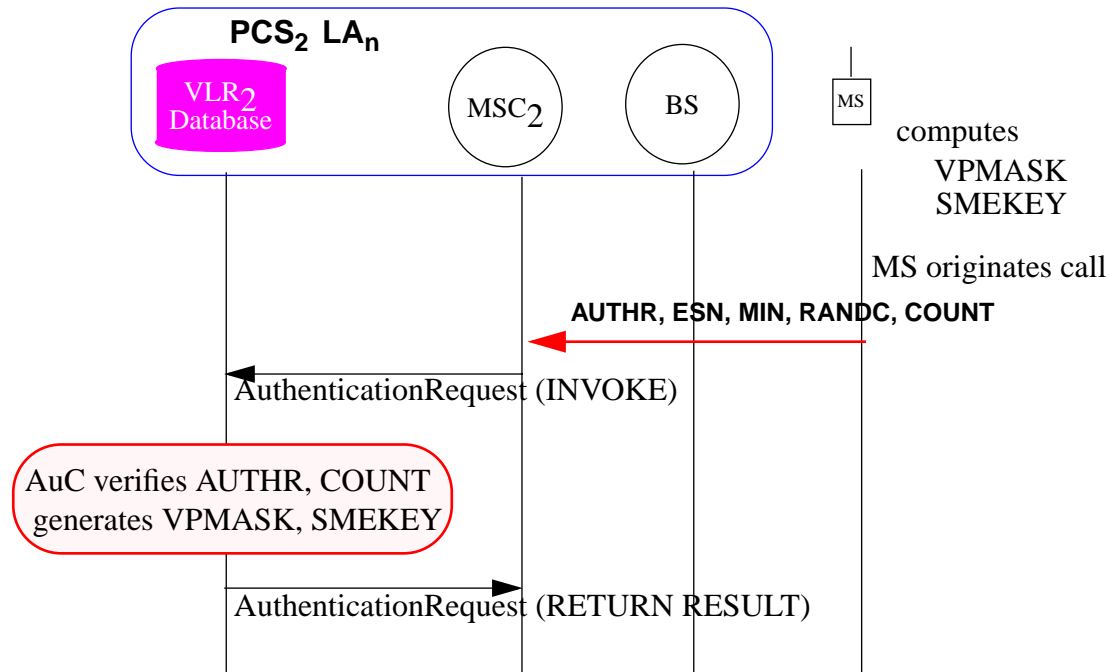 PCS2 LAn
VLR2
Database
MSC2
BS
MS
computes
VPMASK
SMEKEY
MS originates call
AUTHR, ESN, MIN, RANDC, COUNT
AuthenticationRequest (INVOKE)
AuC verifies AUTHR, COUNT
generates VPMASK, SMEKEY
AuthenticationRequest (RETURN RESULT)